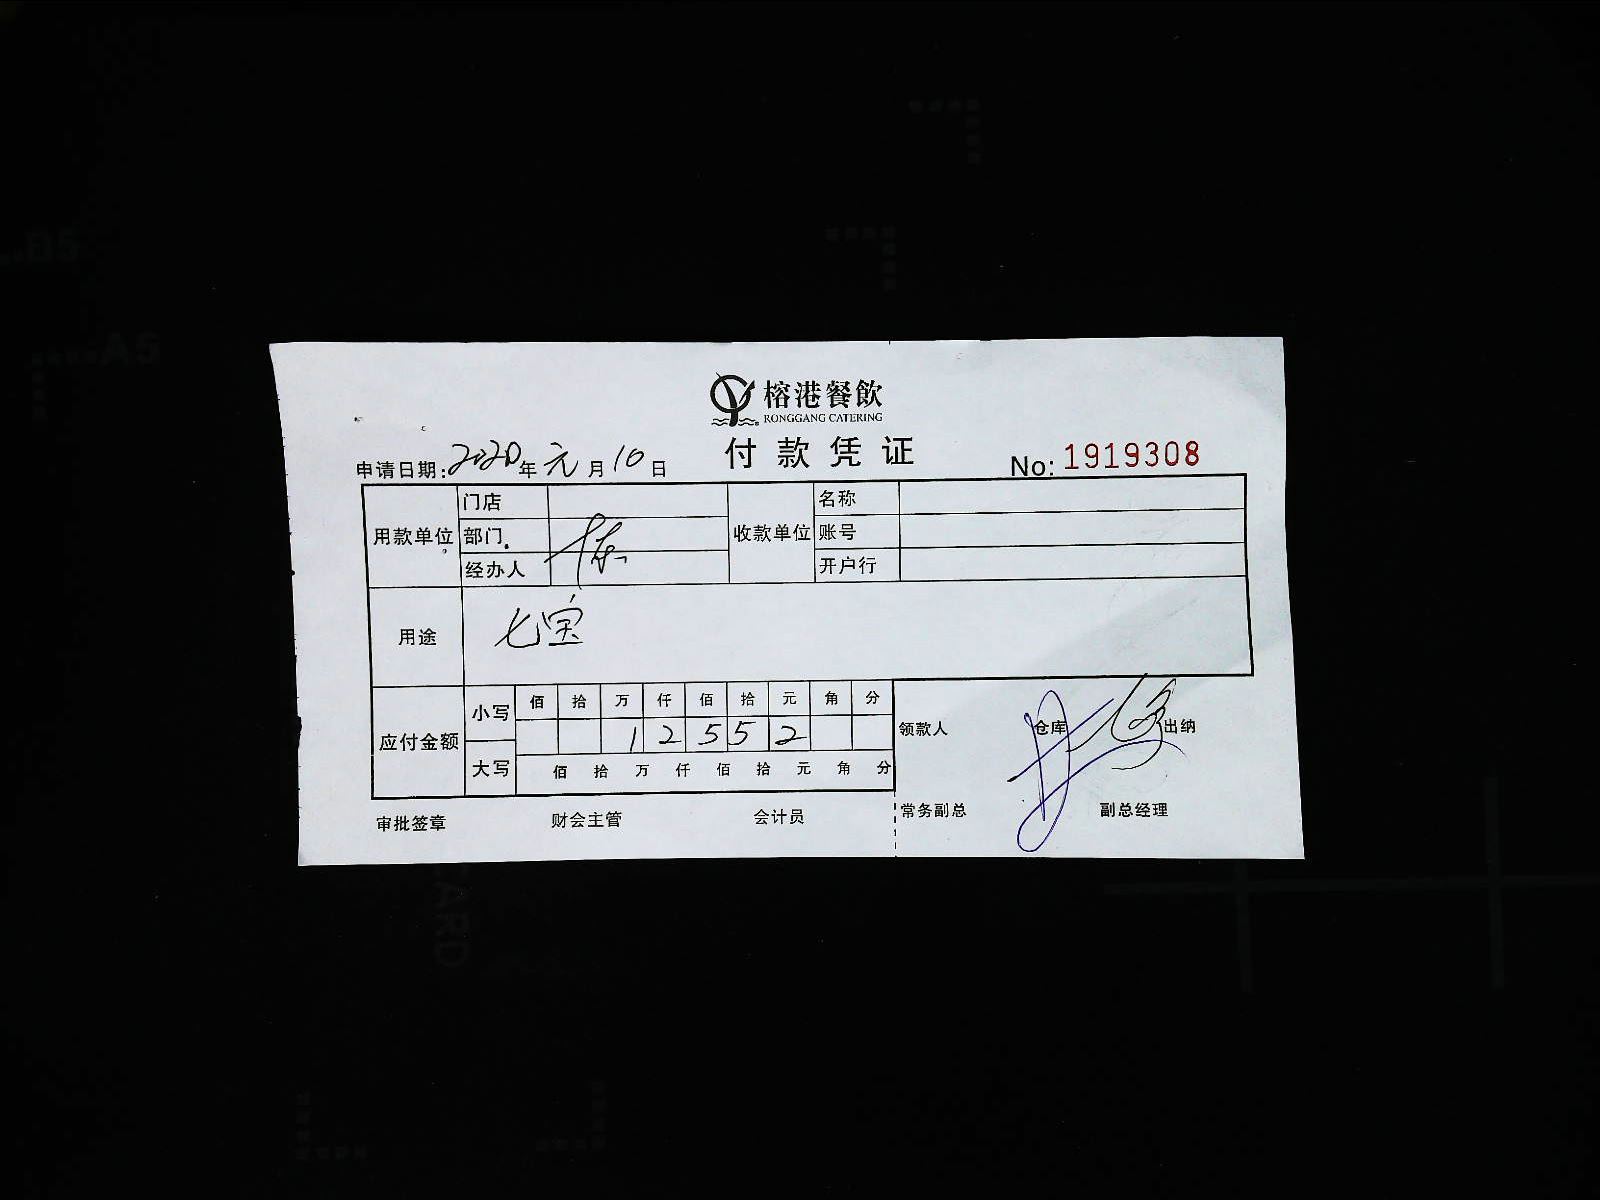 榕港餐飲
RONGGANG CATERING
付款凭证
申请日期: 2020年元月10日
No: 1919308
用款单位 门店 收款单位 名称
部门 账号
经办人 开户行
用途 七宝
应付金额 小写 佰 拾 万 仟 佰 拾 元 角 分
1 2 5 5 2
大写 佰 拾 万 仟 佰 拾 元 角 分
领款人 仓库 出纳
审批签章 财会主管 会计员 常务副总 副总经理
B5
A5
CARD